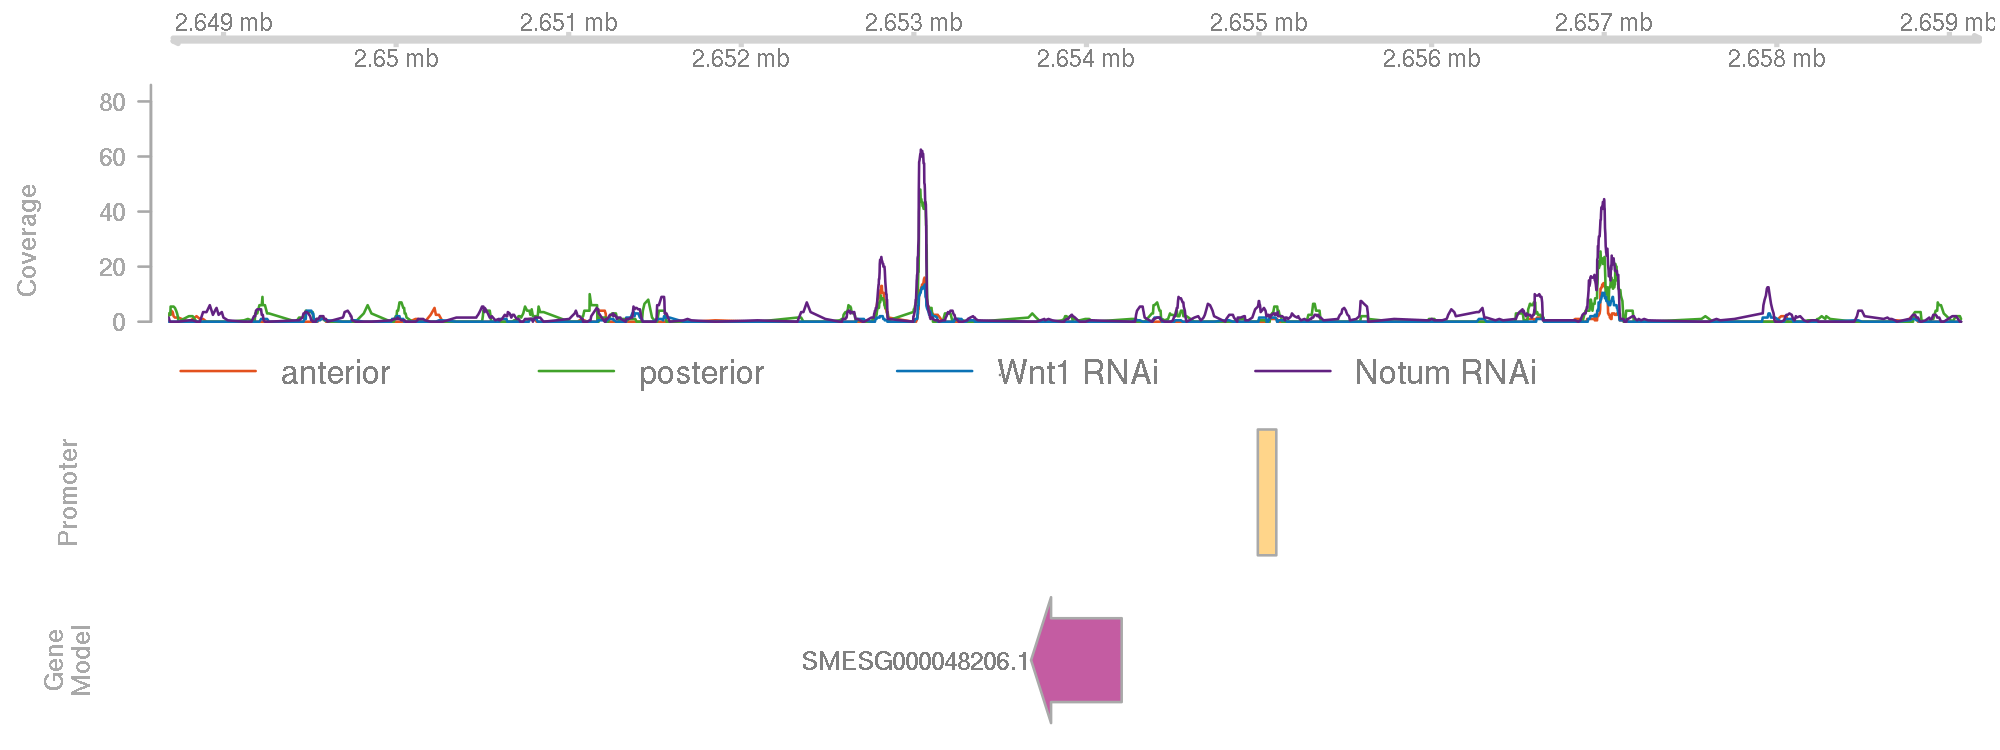 2.649 mb 2.651 mb 2.653 mb 2.655 mb 2.657 mb 2.659 mb
2.65 mb 2.652 mb 2.654 mb 2.656 mb 2.658 mb
80
60
40
20
0
Coverage
anterior posterior Wnt1 RNAi Notum RNAi
Promoter
Gene
Model
SMESG000048206.1